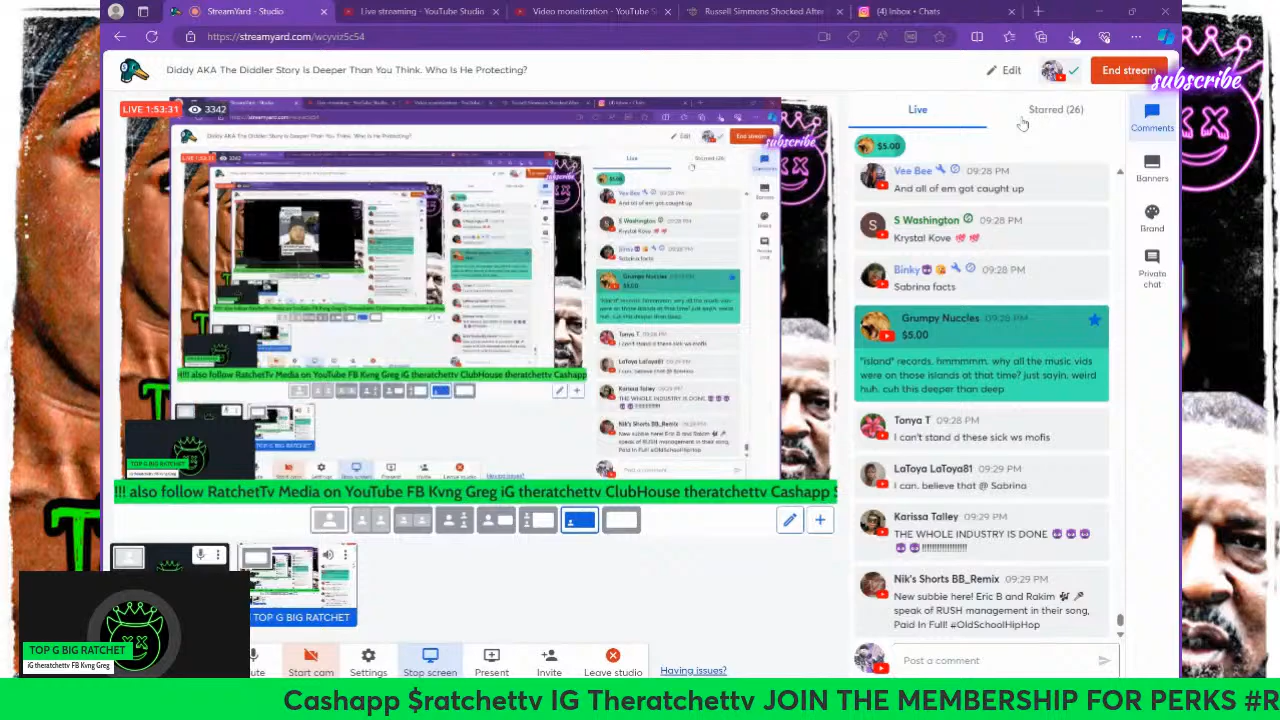 StreamYard - Studio
Live streaming - YouTube Studio
Video monetization - YouTube S
Russell Simmons Shocked After
(4) Inbox • Chats
https://streamyard.com/wcyviz5c54
Diddy AKA The Diddler Story Is Deeper Than You Think. Who Is He Protecting?
Edit
End stream
subscribe
LIVE 1:53:31
3342
Live
Starred (26)
Comments
Banners
Brand
Private chat
$5.00
Vee Bee 09:28 PM
And all of em got caught up
S Washington 09:28 PM
Krystal Kove
Binky 09:28 PM
Sabrina facts
Grumpy Nuccles 09:28 PM
$5.00
"island" records, hmmmmm. why all the music vids
were on those islands at that time? just sayin, weird
huh, cuh this deeper than deep
Tonya T 09:28 PM
I can't stand d these sick ws mofis
LaToya LaToya81 09:29 PM
I can. believe that @ Sabrina
Karissa Talley 09:29 PM
THE WHOLE INDUSTRY IS DONE
!!!!!!!!!!!!!!!!!!
Nik's Shorts BB_Remix 09:29 PM
New subbie here! Eric B and Rakim
speak of RUSH management in their song,
Paid In Full! #OldSchoolHipHop
Post a comment
!!! also follow RatchetTv Media on YouTube FB Kvng Greg iG theratchettv ClubHouse theratchettv Cashapp $
TOP G BIG RATCHET
Mute
Start cam
Settings
Stop screen
Present
Invite
Leave studio
Having issues?
TOP G BIG RATCHET
iG theratchettv FB Kvng Greg
Cashapp $ratchettv IG Theratchettv JOIN THE MEMBERSHIP FOR PERKS #R